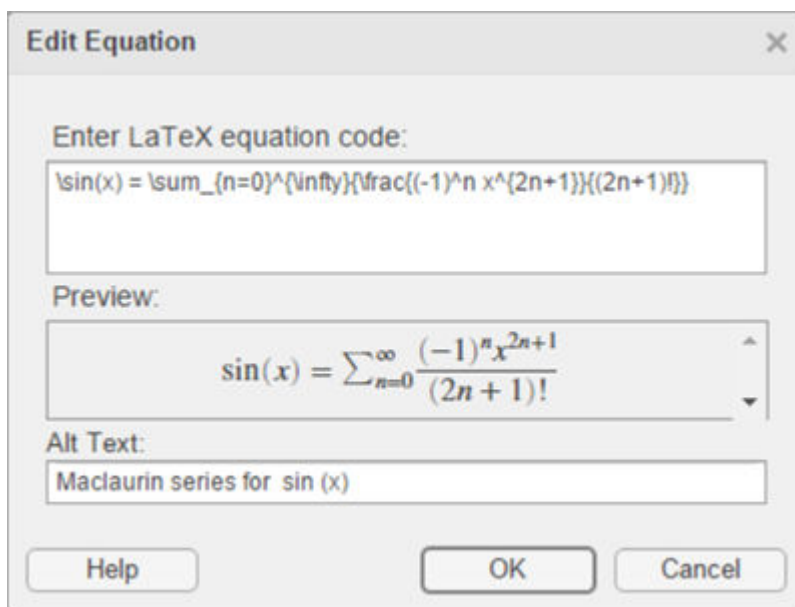 Edit Equation
Enter LaTeX equation code:
\sin(x) = \sum_{n=0}^{\infty}{\frac{(-1)^n x^{2n+1}}{(2n+1)!}}
Preview:
sin(x) = ∑_{n=0}^{∞} \frac{(−1)^n x^{2n+1}}{(2n + 1)!}
Alt Text:
Maclaurin series for sin (x)
Help OK Cancel